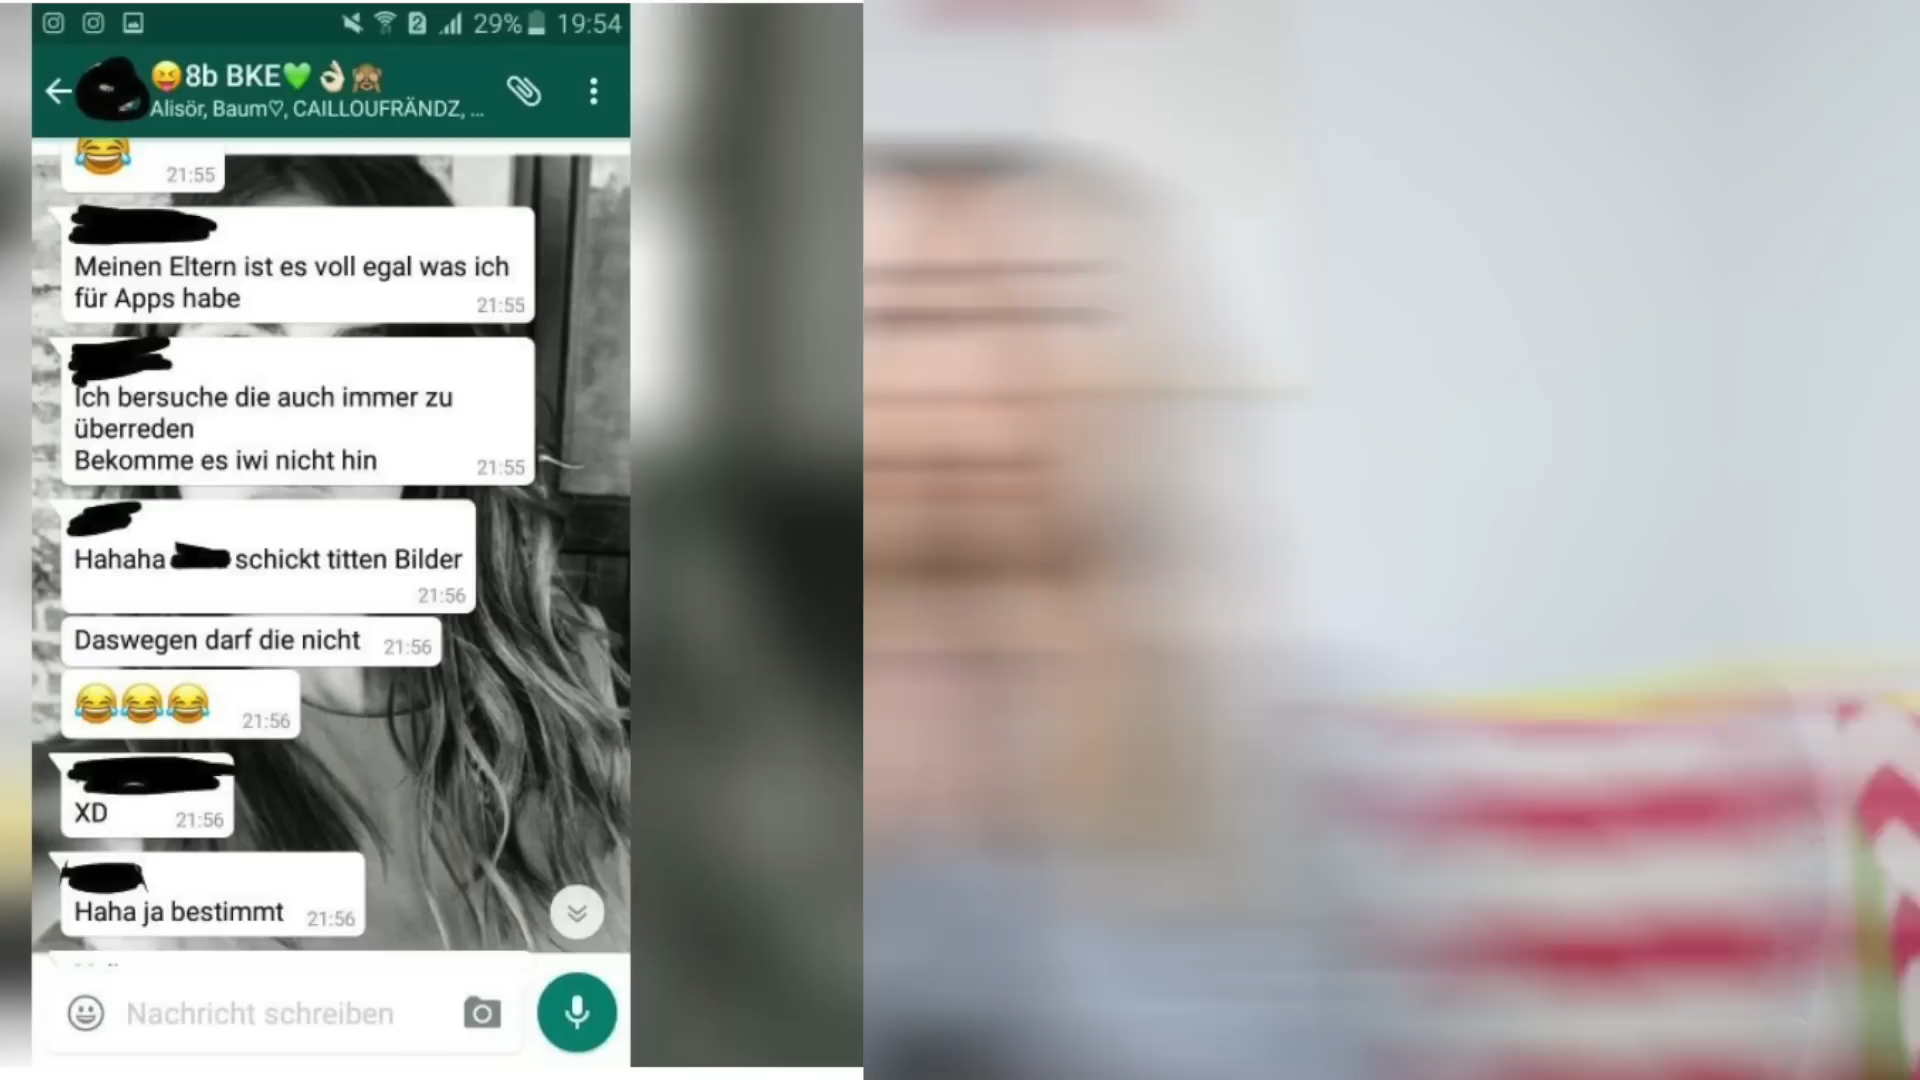 29% 19:54
8b BKE
Alisör, Baum♡, CAILLOUFRÄNDZ, ...
21:55
Meinen Eltern ist es voll egal was ich
für Apps habe
21:55
Ich bersuche die auch immer zu
überreden
Bekomme es iwi nicht hin
21:55
Hahaha schickt titten Bilder
21:56
Daswegen darf die nicht 21:56
21:56
XD 21:56
Haha ja bestimmt 21:56
Nachricht schreiben